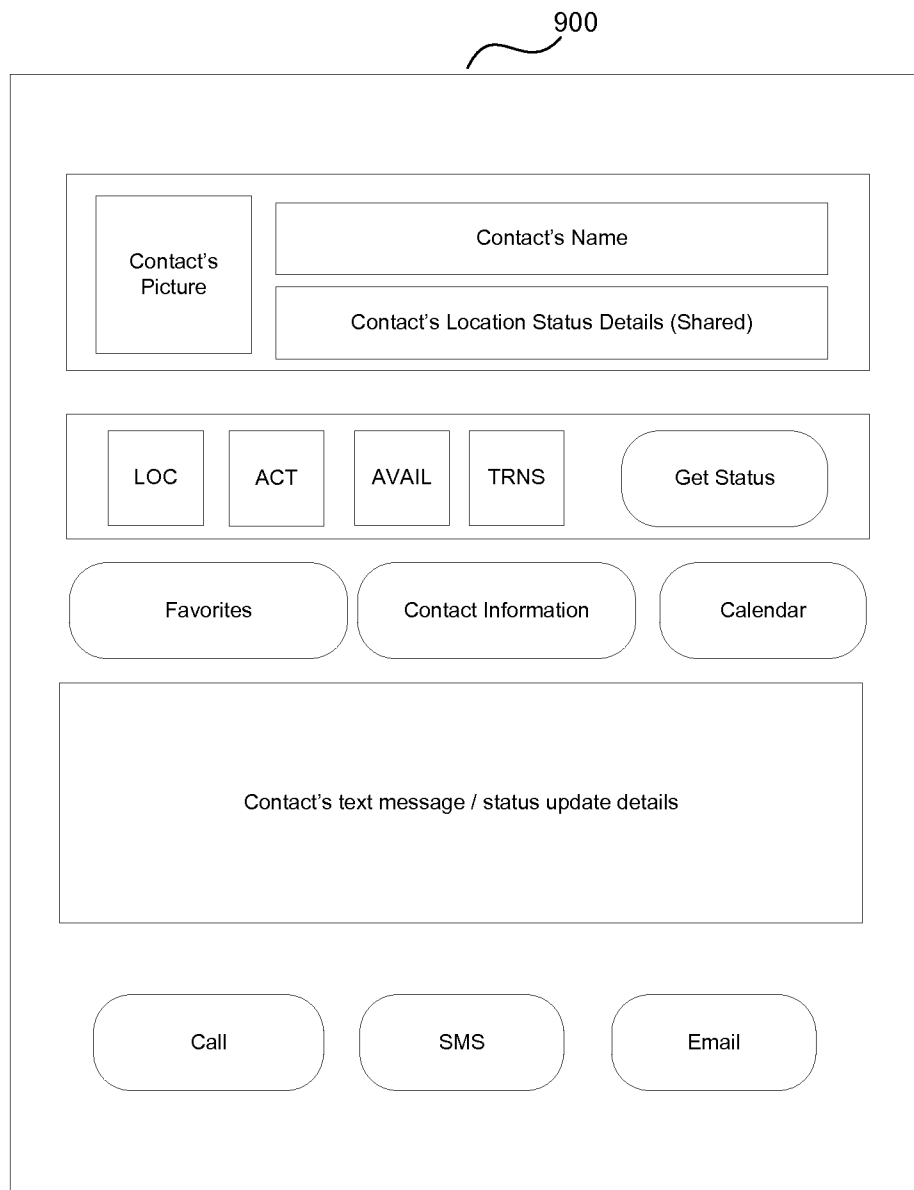 900
Contact's
Picture
Contact's Name
Contact's Location Status Details (Shared)
LOC
ACT
AVAIL
TRNS
Get Status
Favorites
Contact Information
Calendar
Contact's text message / status update details
Call
SMS
Email